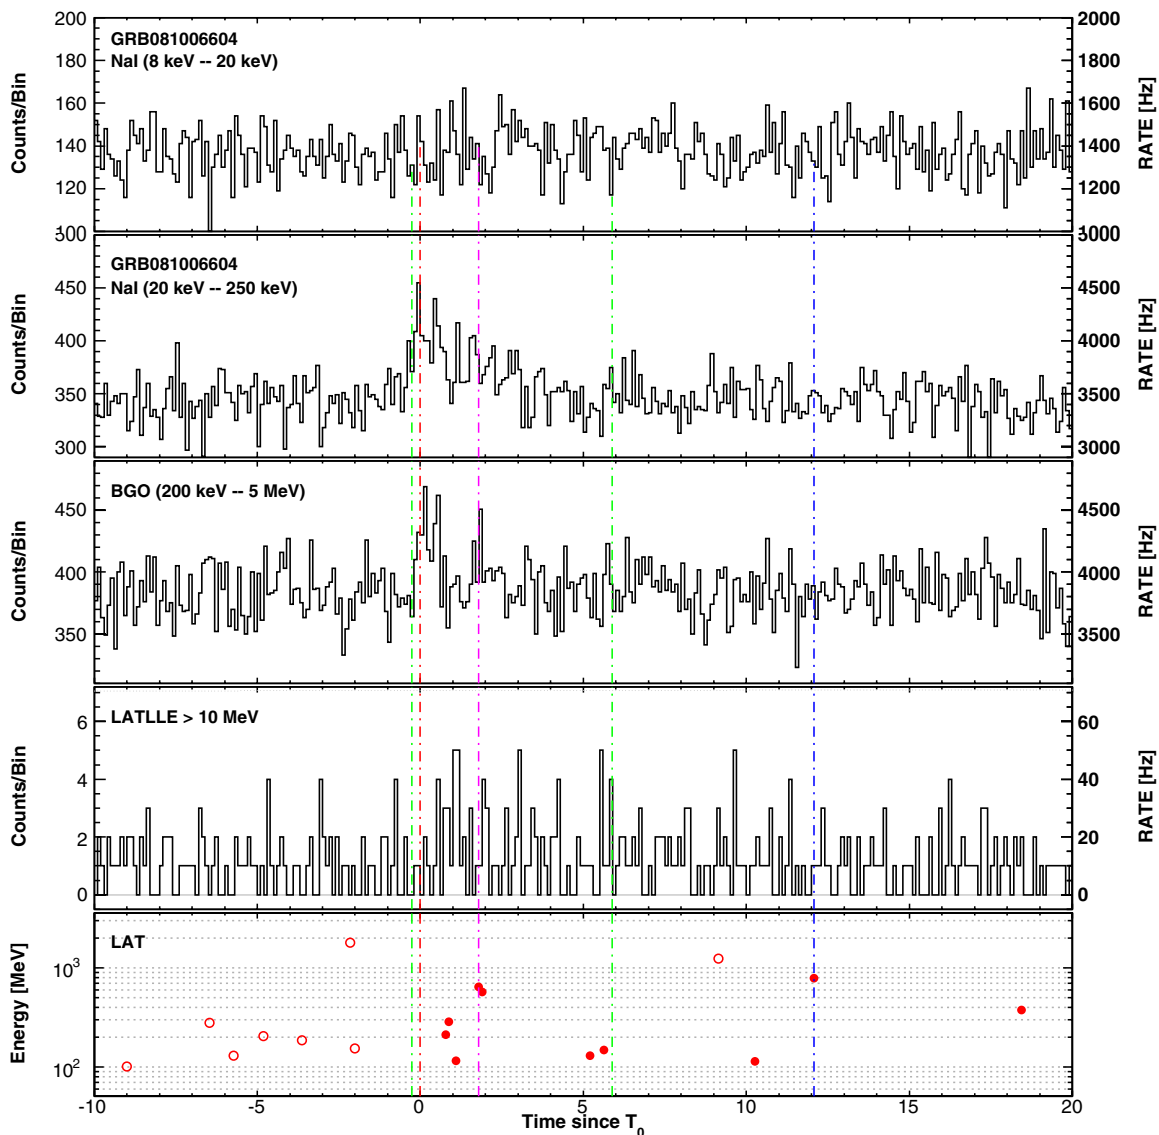 GRB081006604
NaI (8 keV -- 20 keV)
Counts/Bin
RATE [Hz]
200
180
160
140
120
100
2000
1800
1600
1400
1200
1000
GRB081006604
NaI (20 keV -- 250 keV)
Counts/Bin
RATE [Hz]
300
450
400
350
300
3000
4500
4000
3500
3000
BGO (200 keV -- 5 MeV)
Counts/Bin
RATE [Hz]
450
400
350
4500
4000
3500
LATLLE > 10 MeV
Counts/Bin
RATE [Hz]
6
4
2
0
60
40
20
0
LAT
Energy [MeV]
10³
10²
-10 -5 0 5 10 15 20
Time since T₀